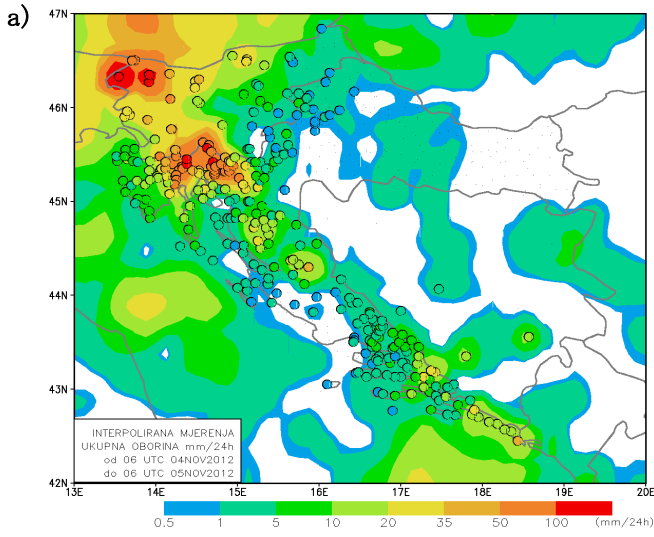 a)
47N
46N
45N
44N
43N
42N
INTERPOLIRANA MJERENJA
UKUPNA OBORINA mm/24h
od 06 UTC 04NOV2012
do 06 UTC 05NOV2012
13E 14E 15E 16E 17E 18E 19E 20E
0.5 1 5 10 20 35 50 100 (mm/24h)